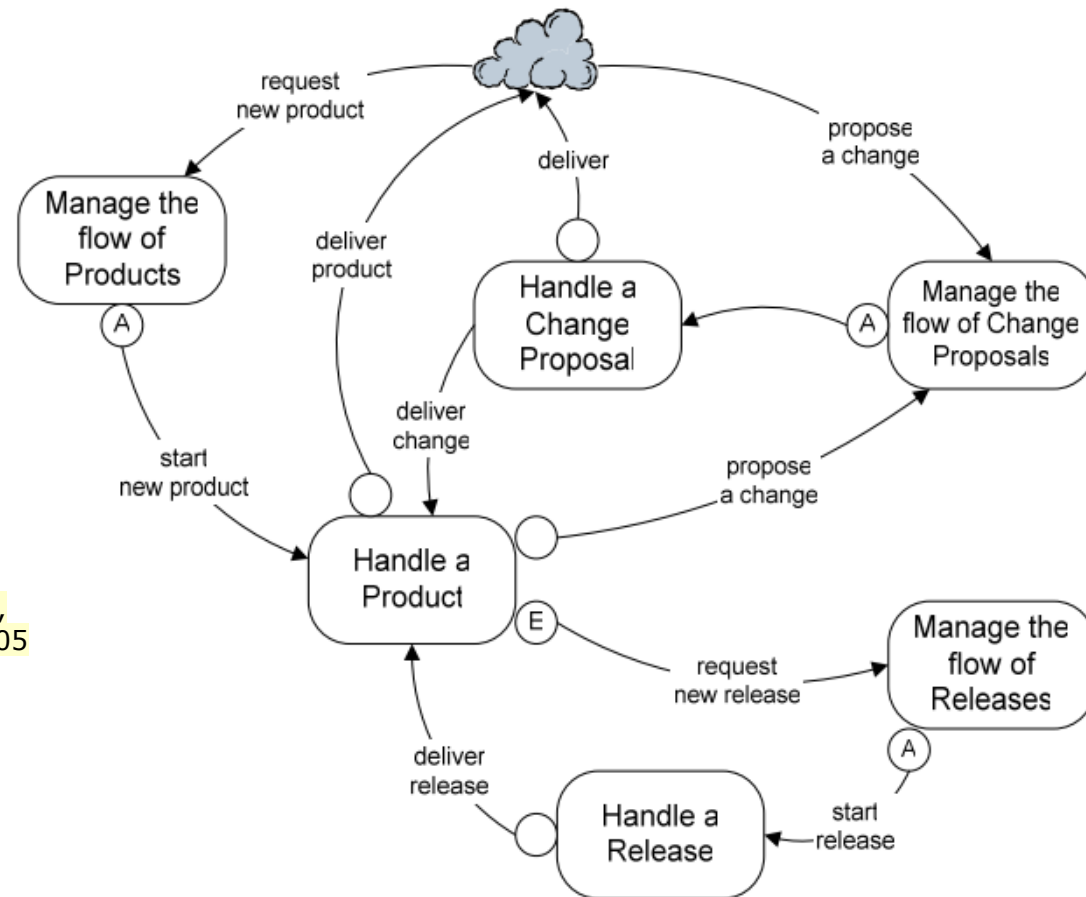 request
new product
propose
a change
deliver
Manage the
flow of
Products
A
deliver
product
Handle a
Change
Proposal
A
Manage the
flow of Change
Proposals
deliver
change
start
new product
propose
a change
Handle a
Product
E
,
05
request
new release
Manage the
flow of
Releases
A
deliver
release
Handle a
Release
start
release